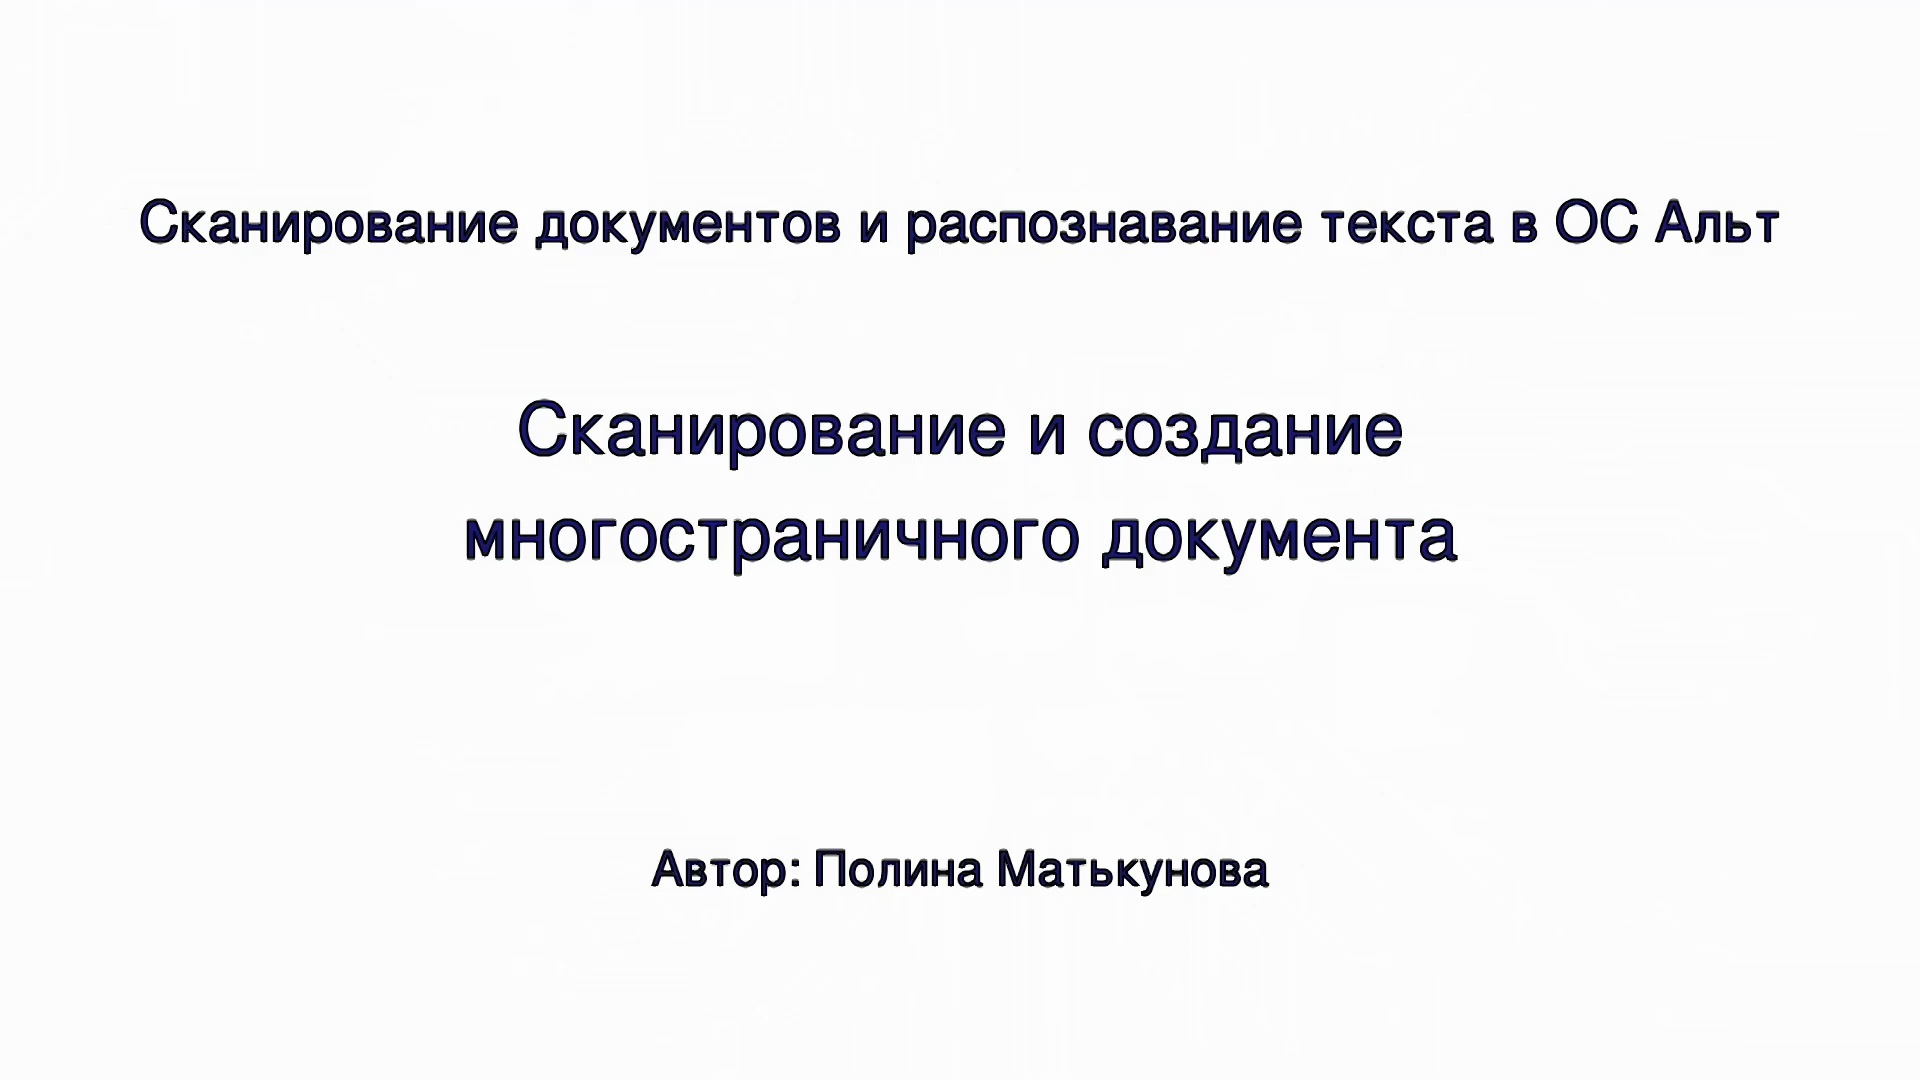 Сканирование документов и распознавание текста в ОС Альт
Сканирование и создание
многостраничного документа
Автор: Полина Матькунова